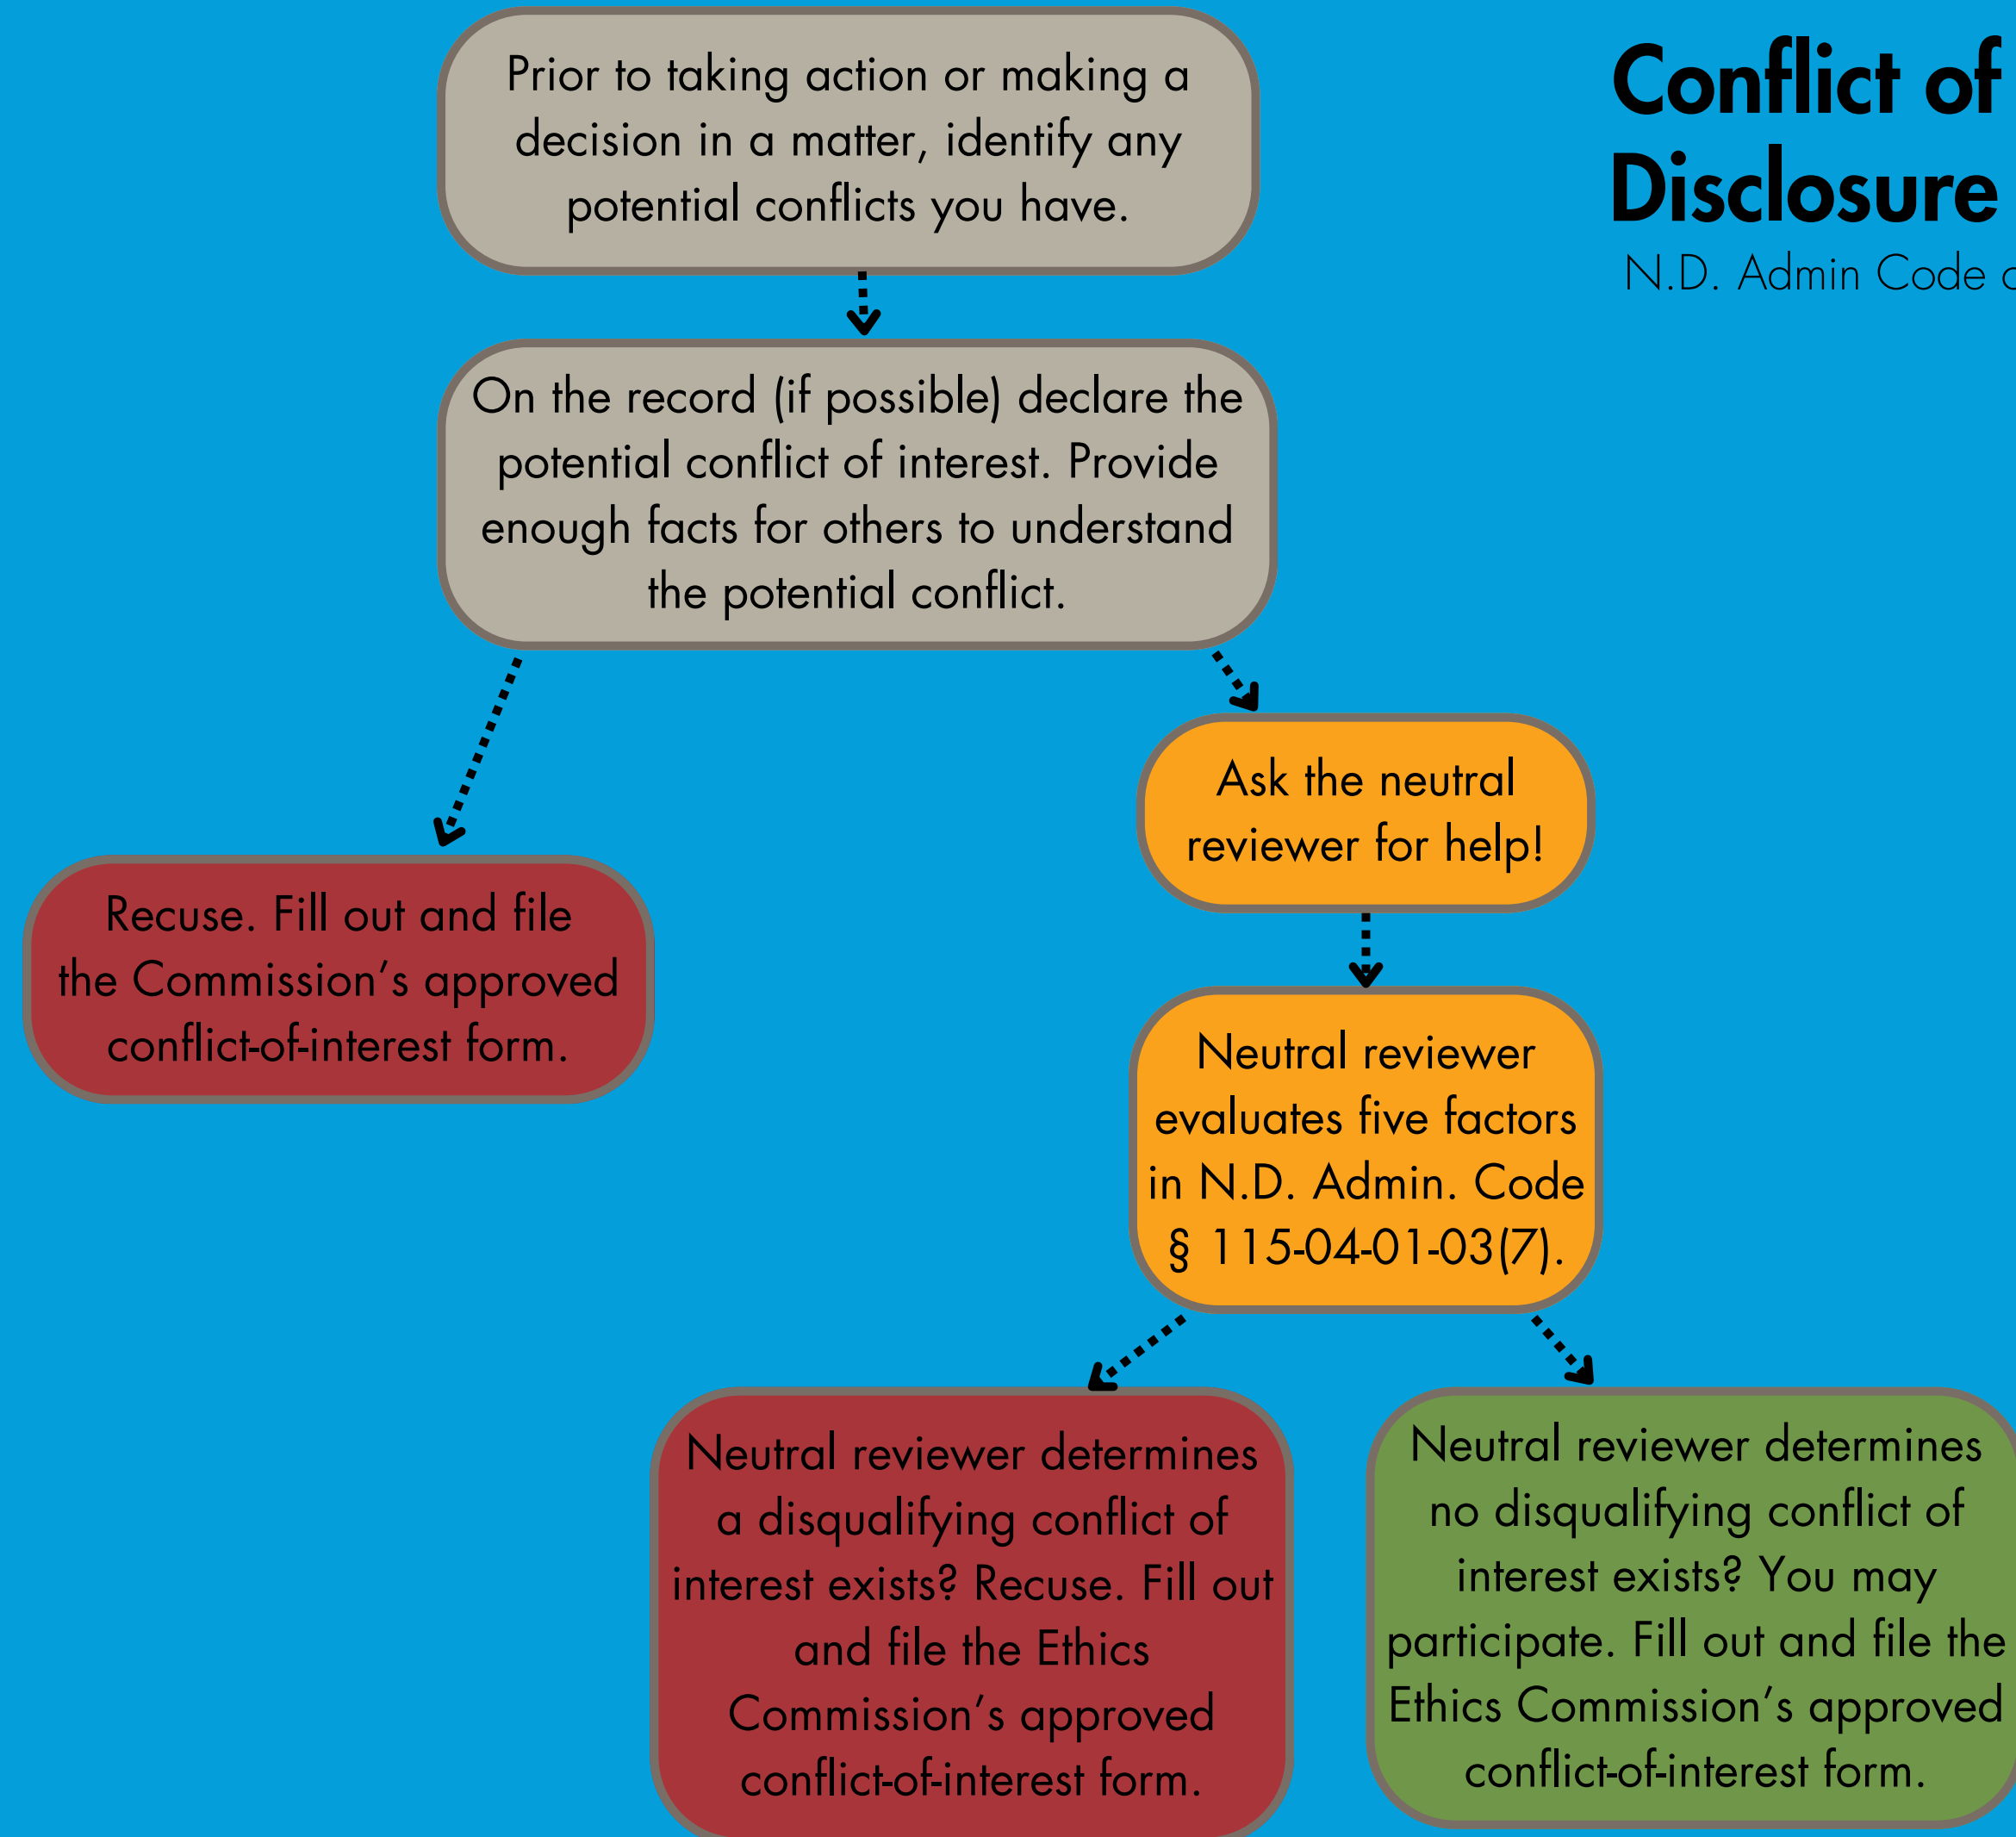 Conflict of
Disclosure
N.D. Admin Code
Prior to taking action or making a
decision in a matter, identify any
potential conflicts you have.
On the record (if possible) declare the
potential conflict of interest. Provide
enough facts for others to understand
the potential conflict.
Recuse. Fill out and file
the Commission’s approved
conflict-of-interest form.
Ask the neutral
reviewer for help!
Neutral reviewer
evaluates five factors
in N.D. Admin. Code
§ 115-04-01-03(7).
Neutral reviewer determines
a disqualifying conflict of
interest exists? Recuse. Fill out
and file the Ethics
Commission’s approved
conflict-of-interest form.
Neutral reviewer determines
no disqualifying conflict of
interest exists? You may
participate. Fill out and file the
Ethics Commission’s approved
conflict-of-interest form.